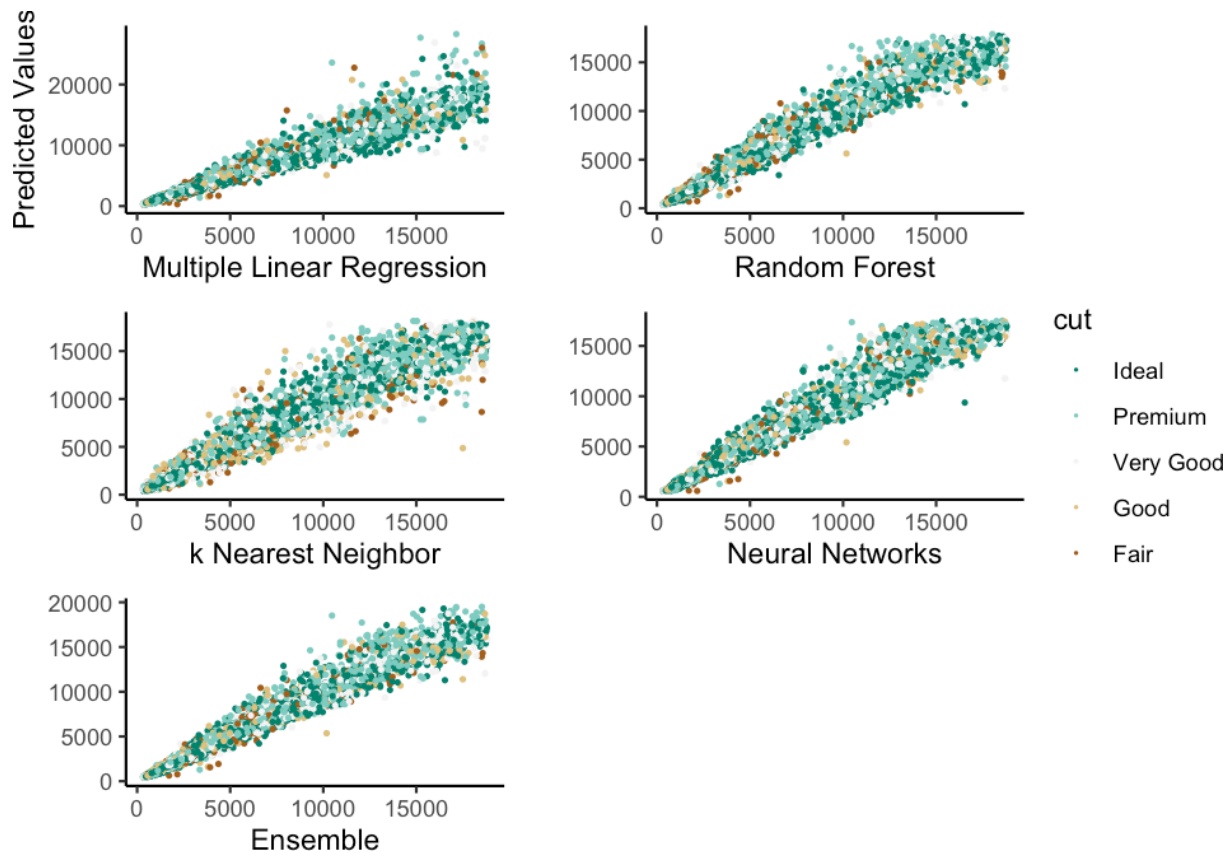 Predicted Values
20000
10000
0
0 5000 10000 15000
Multiple Linear Regression
15000
10000
5000
0
0 5000 10000 15000
Random Forest
15000
10000
5000
0
0 5000 10000 15000
k Nearest Neighbor
15000
10000
5000
0
0 5000 10000 15000
Neural Networks
cut
Ideal
Premium
Very Good
Good
Fair
20000
15000
10000
5000
0
0 5000 10000 15000
Ensemble